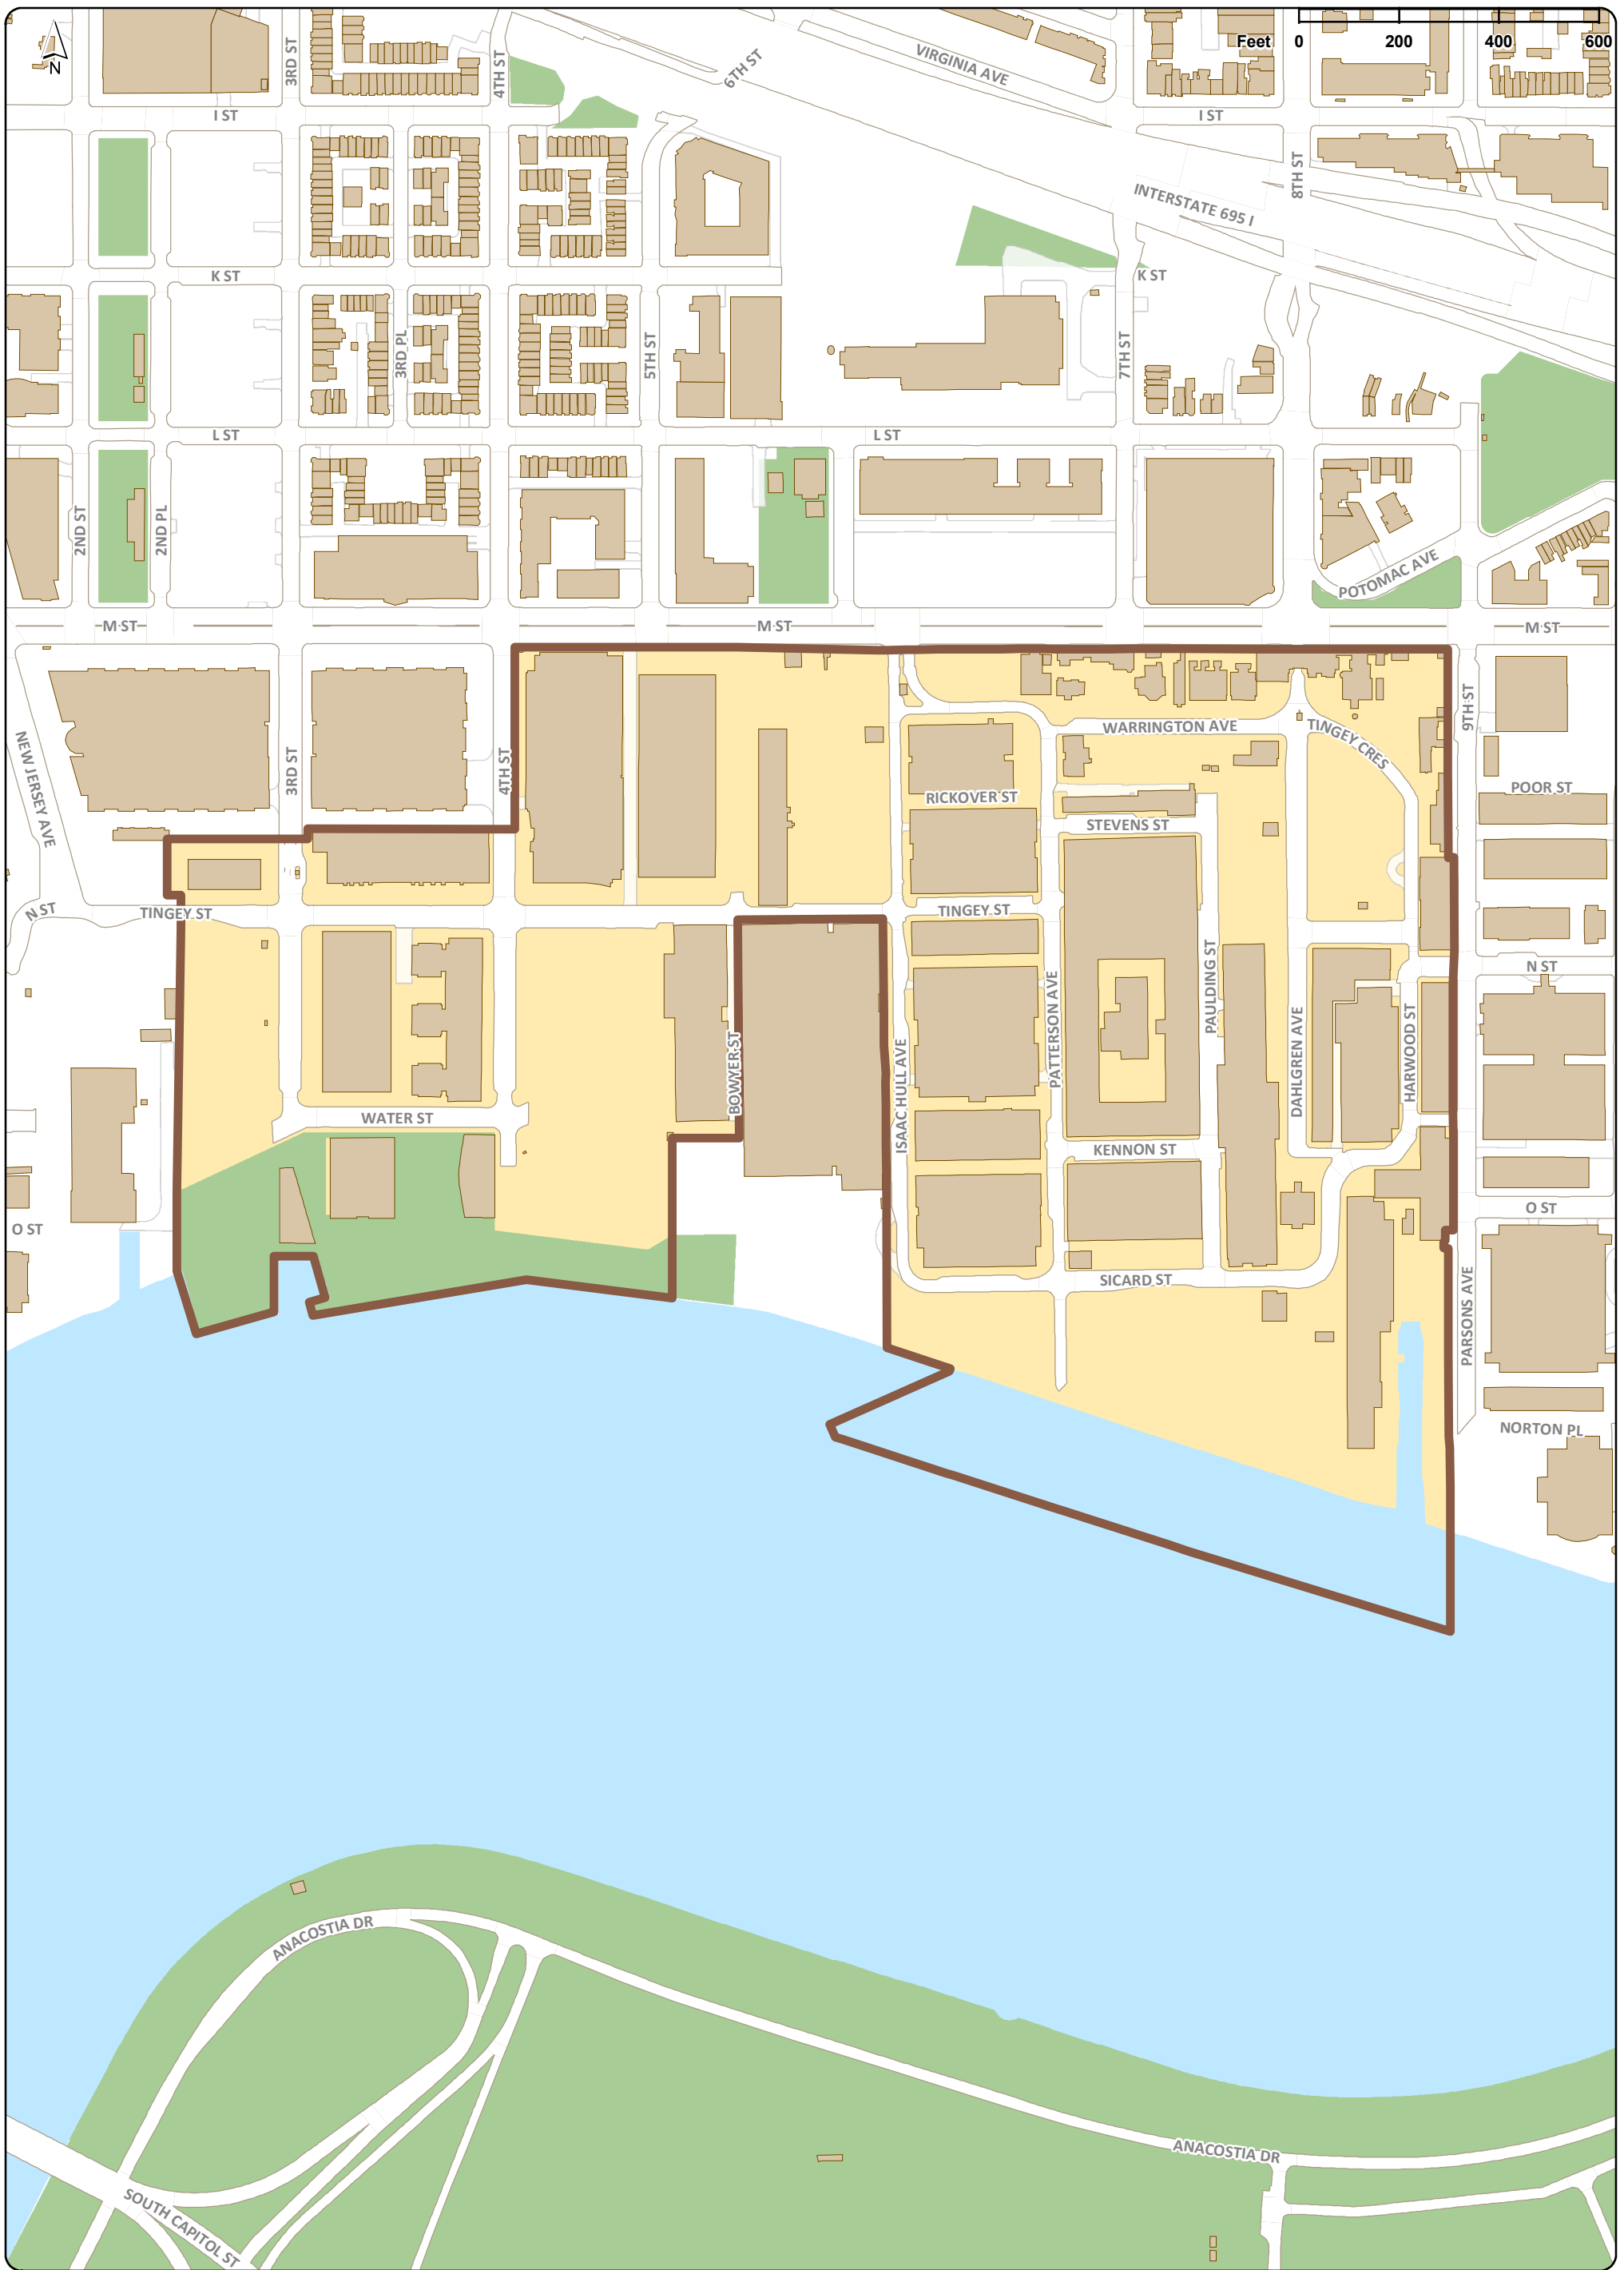 N
3RD ST
4TH ST
6TH ST
VIRGINIA AVE
Feet 0 200 400 600
I ST
I ST
8TH ST
INTERSTATE 695 I
K ST
K ST
3RD PL
5TH ST
7TH ST
L ST
L ST
2ND ST
2ND PL
POTOMAC AVE
M ST
M ST
M ST
NEW JERSEY AVE
3RD ST
4TH ST
9TH ST
WARRINGTON AVE
TINGEY CRES
RICKOVER ST
STEVENS ST
POOR ST
N ST
TINGEY ST
TINGEY ST
N ST
BOWYER ST
ISAAC HULL AVE
PATTERSON AVE
PAULDING ST
DAHLGREN AVE
HARWOOD ST
WATER ST
KENNON ST
O ST
O ST
SICARD ST
PARSONS AVE
NORTON PL
ANACOSTIA DR
ANACOSTIA DR
SOUTH CAPITOL ST